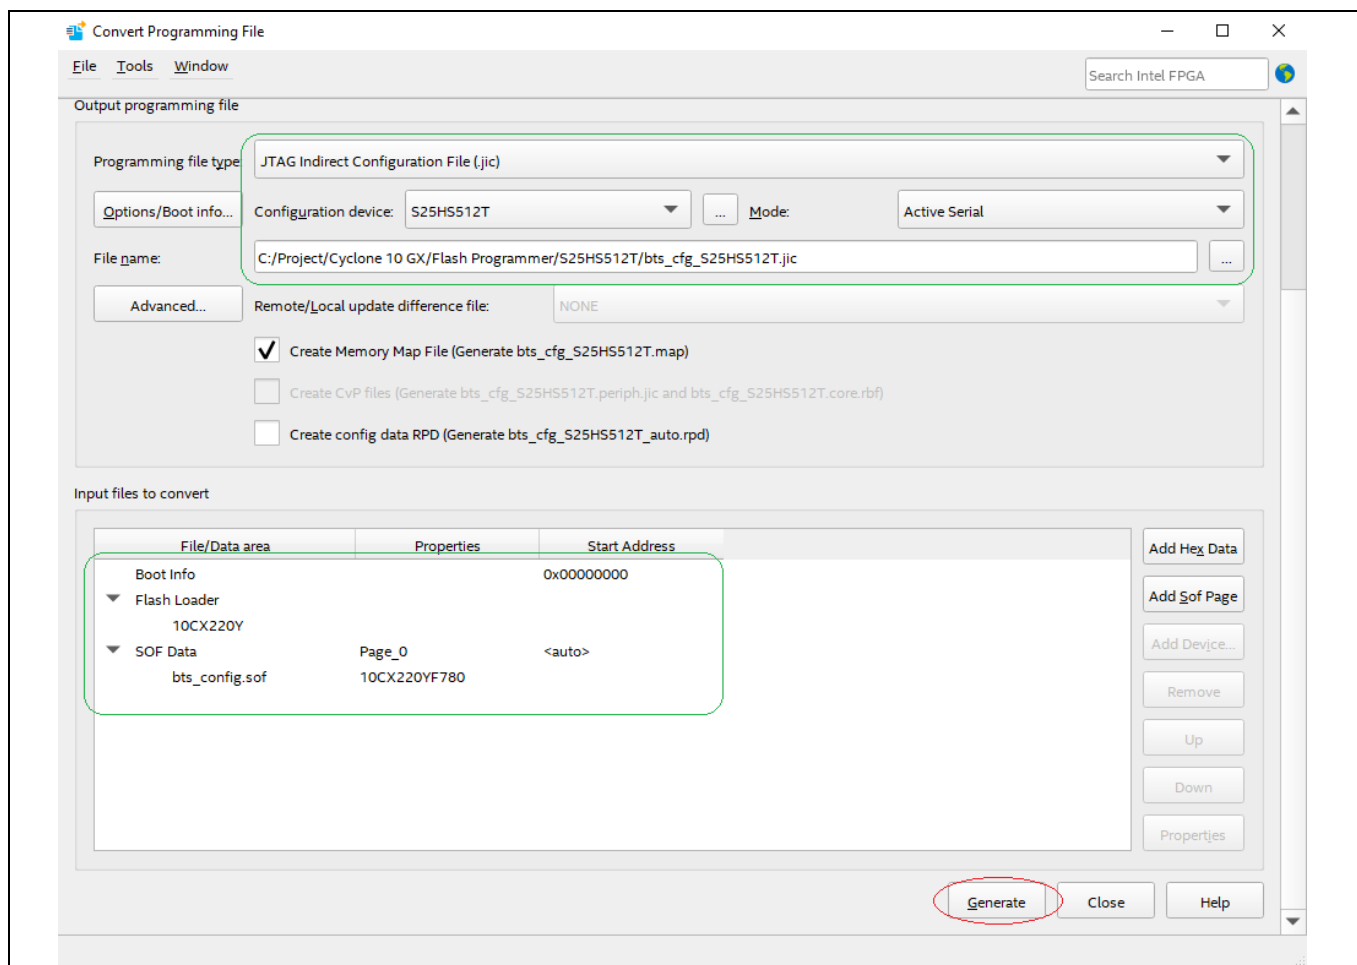 Convert Programming File
File Tools Window
Search Intel FPGA
Output programming file
Programming file type
JTAG Indirect Configuration File (.jic)
Options/Boot info...
Configuration device:
S25HS512T
...
Mode:
Active Serial
File name:
C:/Project/Cyclone 10 GX/Flash Programmer/S25HS512T/bts_cfg_S25HS512T.jic
...
Advanced...
Remote/Local update difference file:
NONE
Create Memory Map File (Generate bts_cfg_S25HS512T.map)
Create CvP files (Generate bts_cfg_S25HS512T.periph.jic and bts_cfg_S25HS512T.core.rbf)
Create config data RPD (Generate bts_cfg_S25HS512T_auto.rpd)
Input files to convert
File/Data area Properties Start Address
Boot Info 0x00000000
Flash Loader
10CX220Y
SOF Data Page_0 <auto>
bts_config.sof 10CX220YF780
Add Hex Data
Add Sof Page
Add Device...
Remove
Up
Down
Properties
Generate
Close
Help